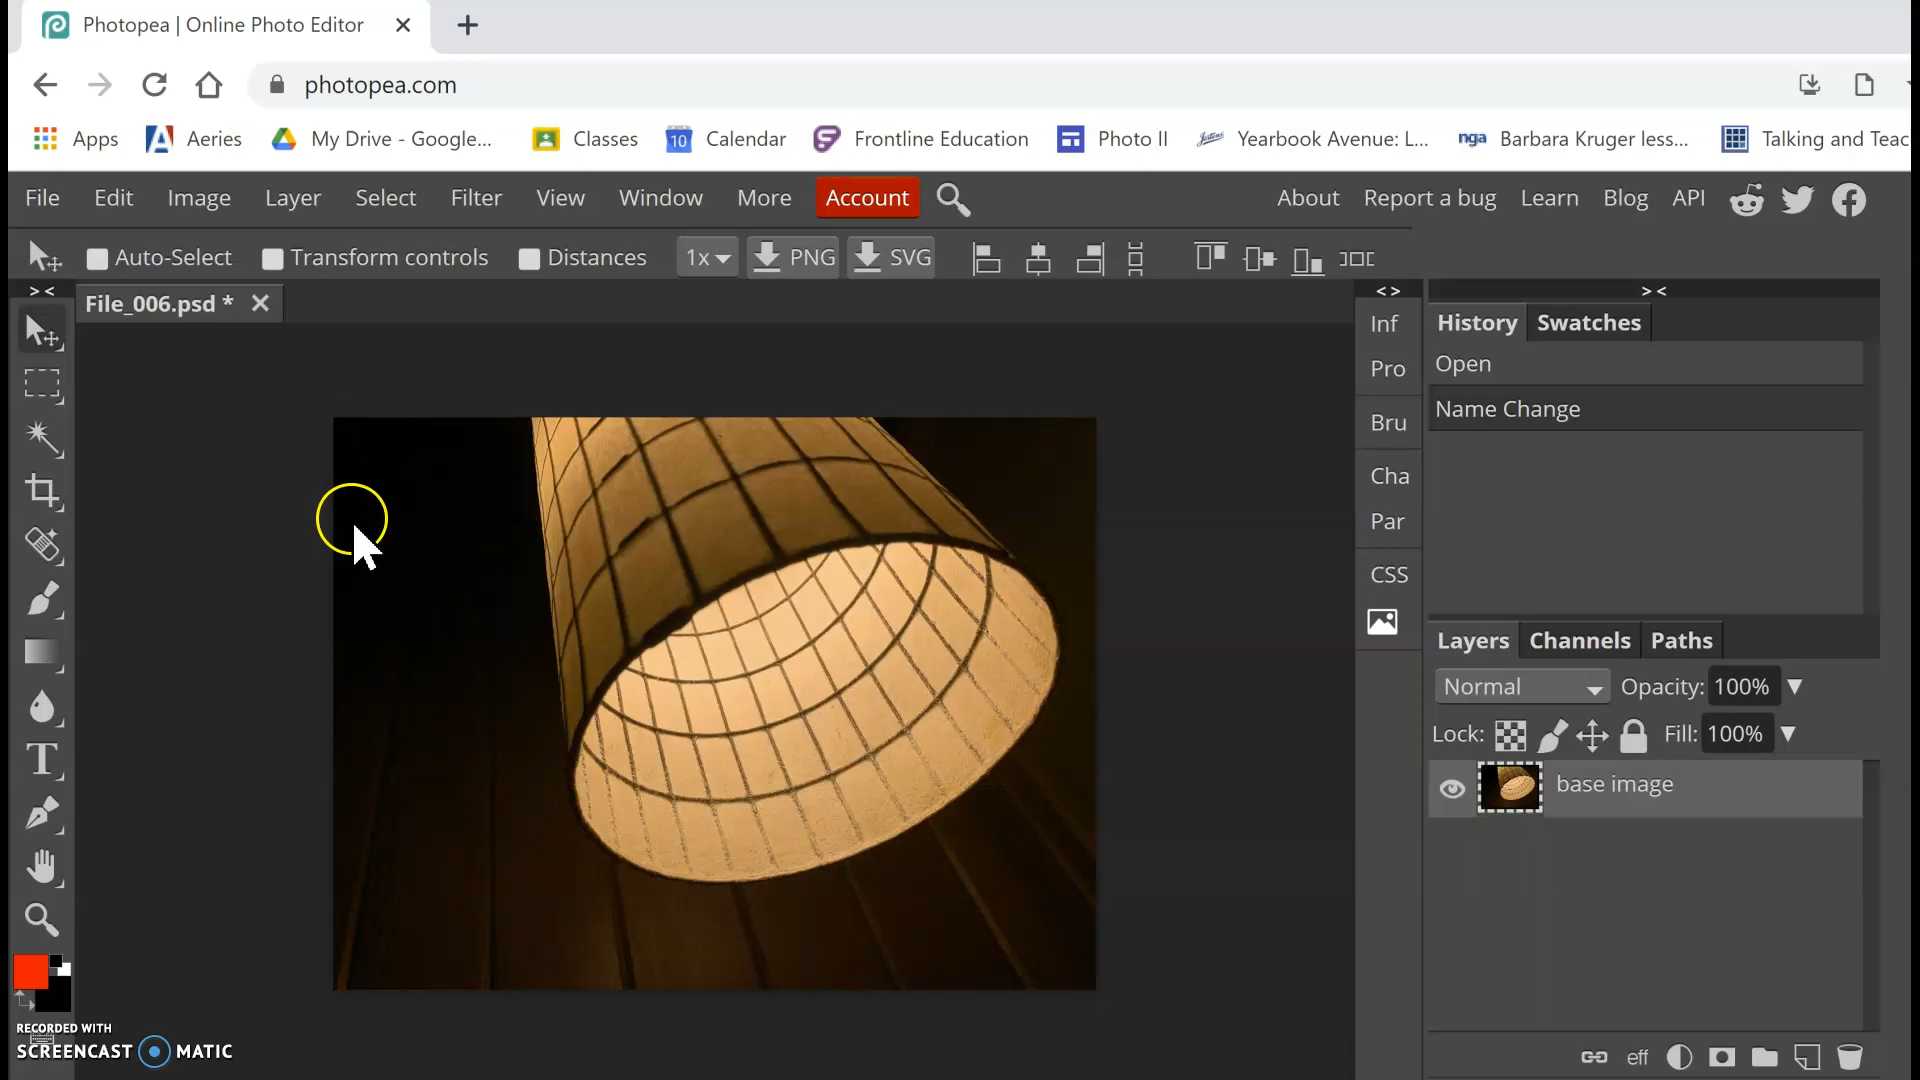 Photopea | Online Photo Editor
photopea.com
Apps Aeries My Drive - Google... Classes 10 Calendar Frontline Education Photo II Jostens Yearbook Avenue: L... nga Barbara Kruger less... Talking and Teac
File Edit Image Layer Select Filter View Window More Account About Report a bug Learn Blog API
Auto-Select Transform controls Distances 1x PNG SVG
> < < > > <
File_006.psd *
Inf
Pro
Bru
Cha
Par
CSS
History Swatches
Open
Name Change
Layers Channels Paths
Normal Opacity: 100%
Lock: Fill: 100%
base image
eff
RECORDED WITH
SCREENCAST MATIC